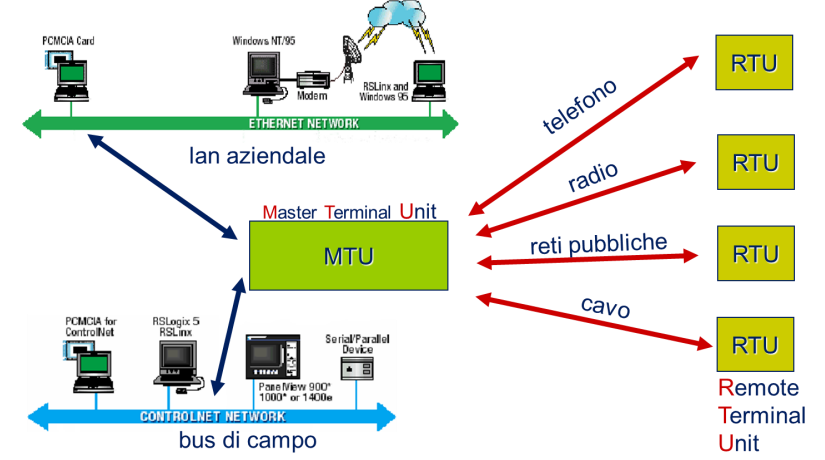 PCMCIA Card
Windows NT/95
Modem
RSLinx and
Windows 95
ETHERNET NETWORK
lan aziendale
Master Terminal Unit
MTU
telefono
radio
reti pubbliche
cavo
RTU
RTU
RTU
RTU
Remote
Terminal
Unit
PCMCIA for
ControlNet
RSLogix 5
RSLinx
PanelView 900*
1000* or 1400e
Serial/Parallel
Device
CONTROLNET NETWORK
bus di campo